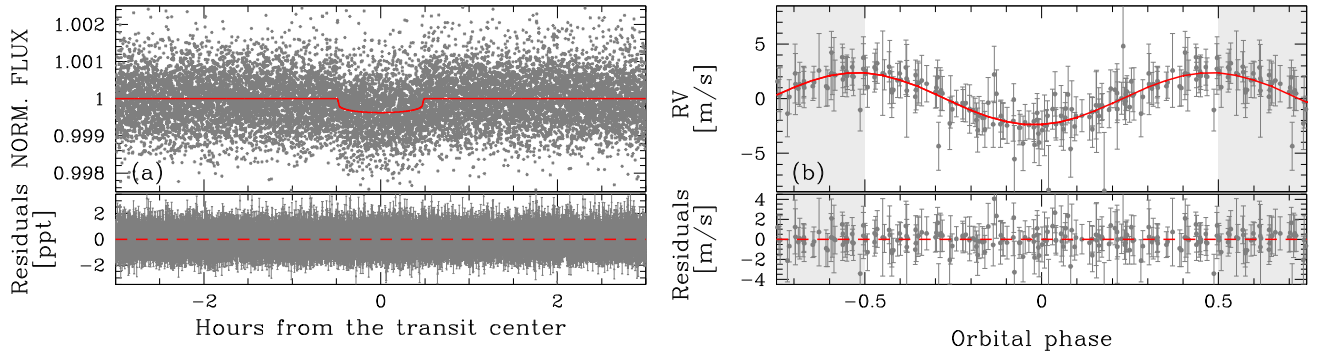 NORM. FLUX
1.002
1.001
1
0.999
0.998
(a)
Residuals
[ppt]
2
0
−2
−2 0 2
Hours from the transit center
RV
[m/s]
5
0
−5
(b)
Residuals
[m/s]
4
2
0
−2
−4
−0.5 0 0.5
Orbital phase